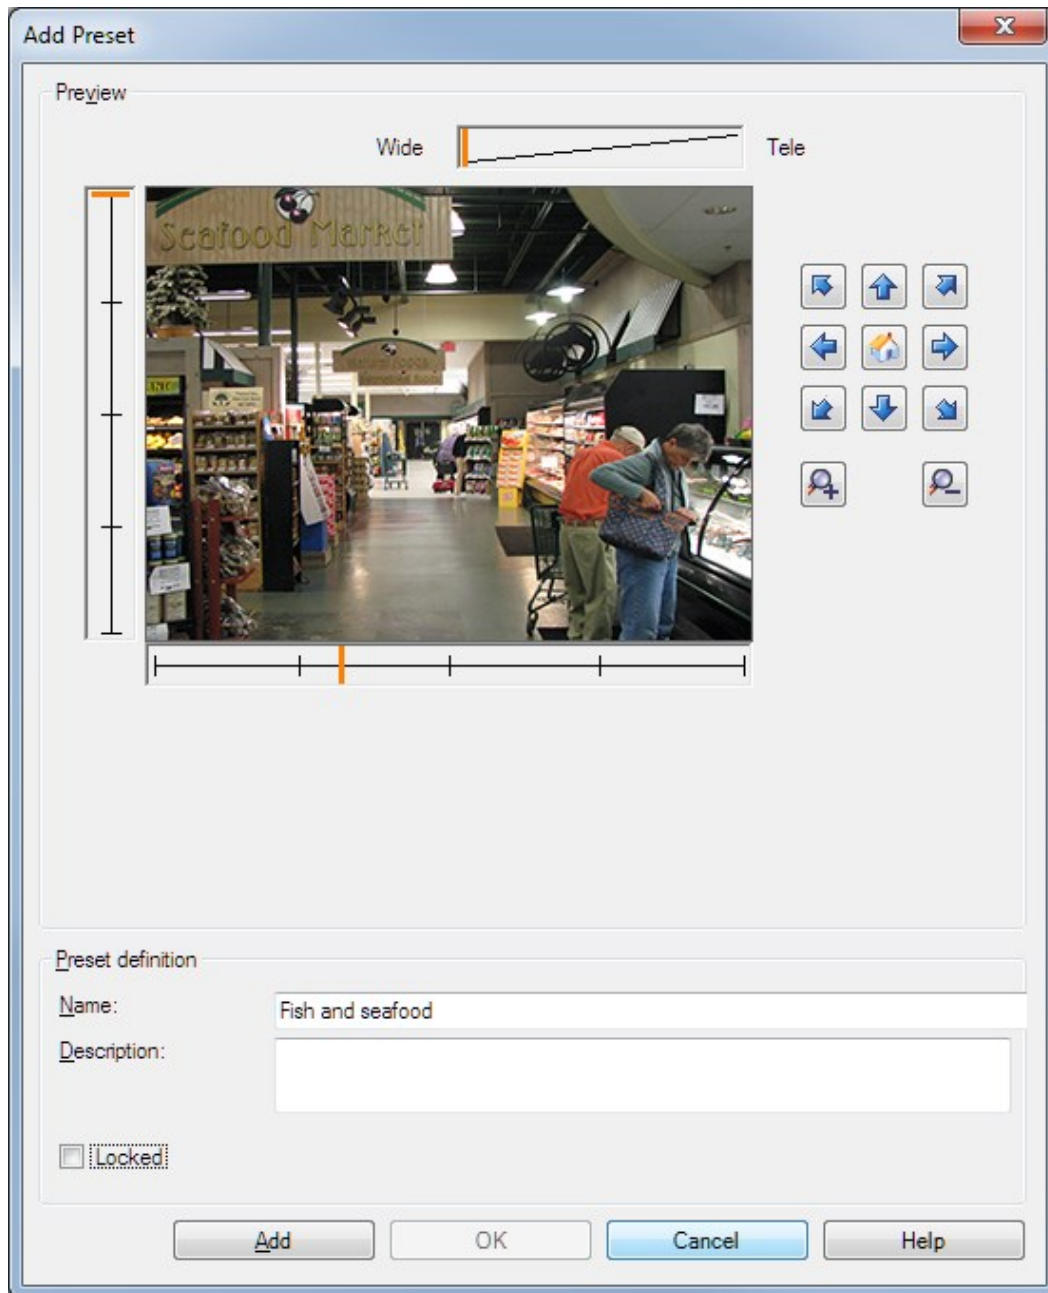 Add Preset
Preview
Wide
Tele
Seafood Market
Preset definition
Name:
Fish and seafood
Description:
Locked
Add
OK
Cancel
Help